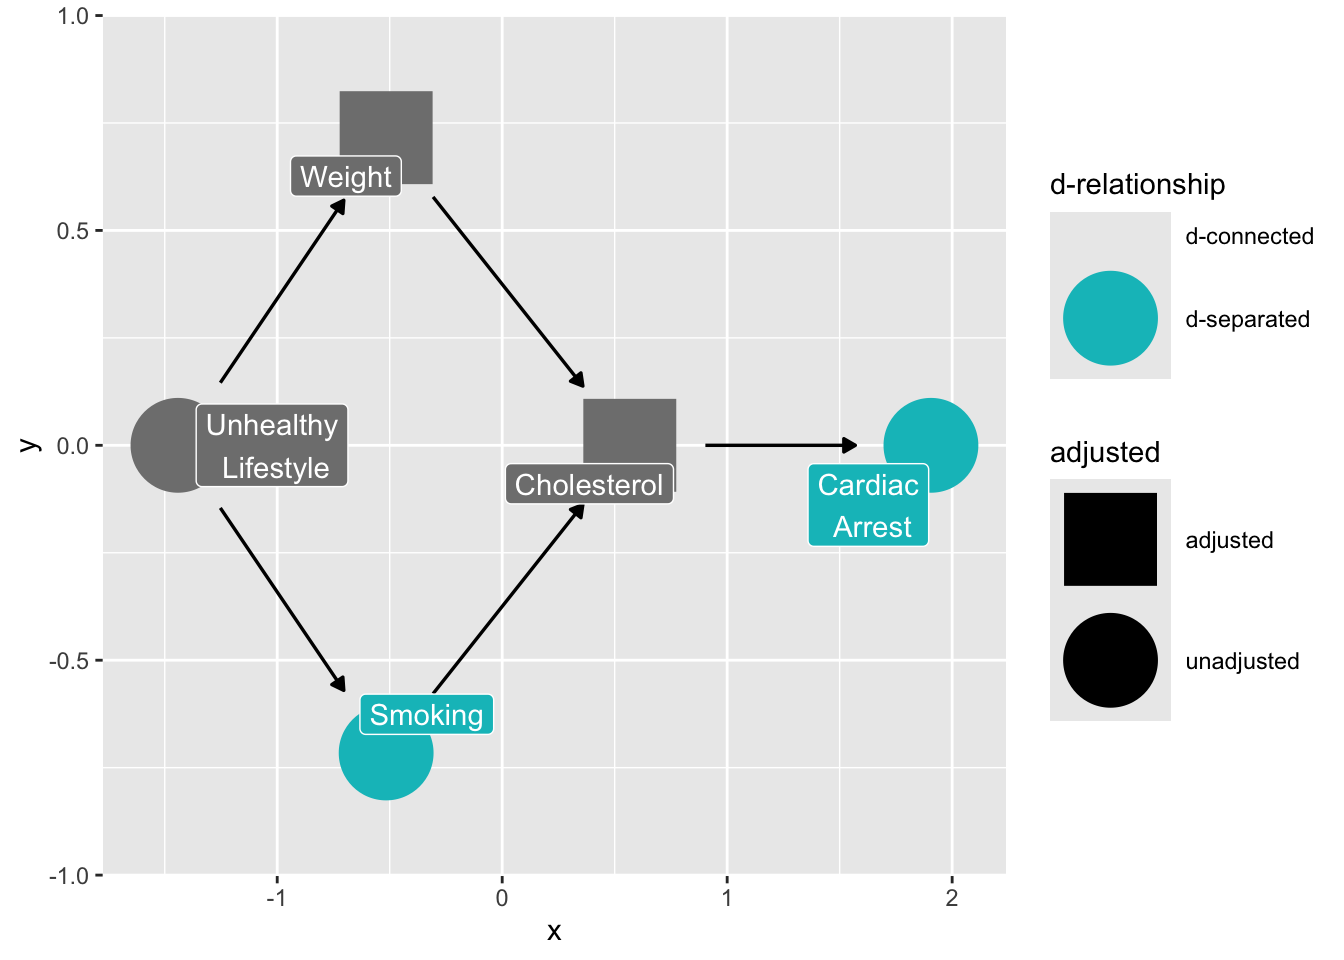 1.0
0.5
0.0
-0.5
-1.0
y
-1
0
1
2
x
Weight
Unhealthy
Lifestyle
Cholesterol
Cardiac
Arrest
Smoking
d-relationship
d-connected
d-separated
adjusted
adjusted
unadjusted